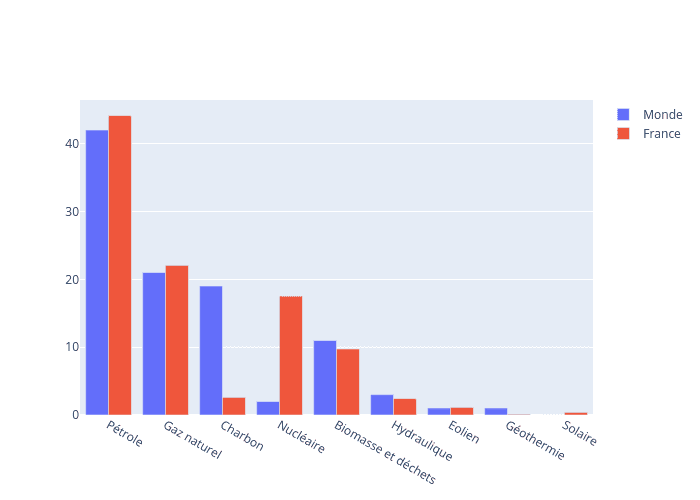 Monde
France
40
30
20
10
0
Pétrole
Gaz naturel
Charbon
Nucléaire
Biomasse et déchets
Hydraulique
Eolien
Géothermie
Solaire